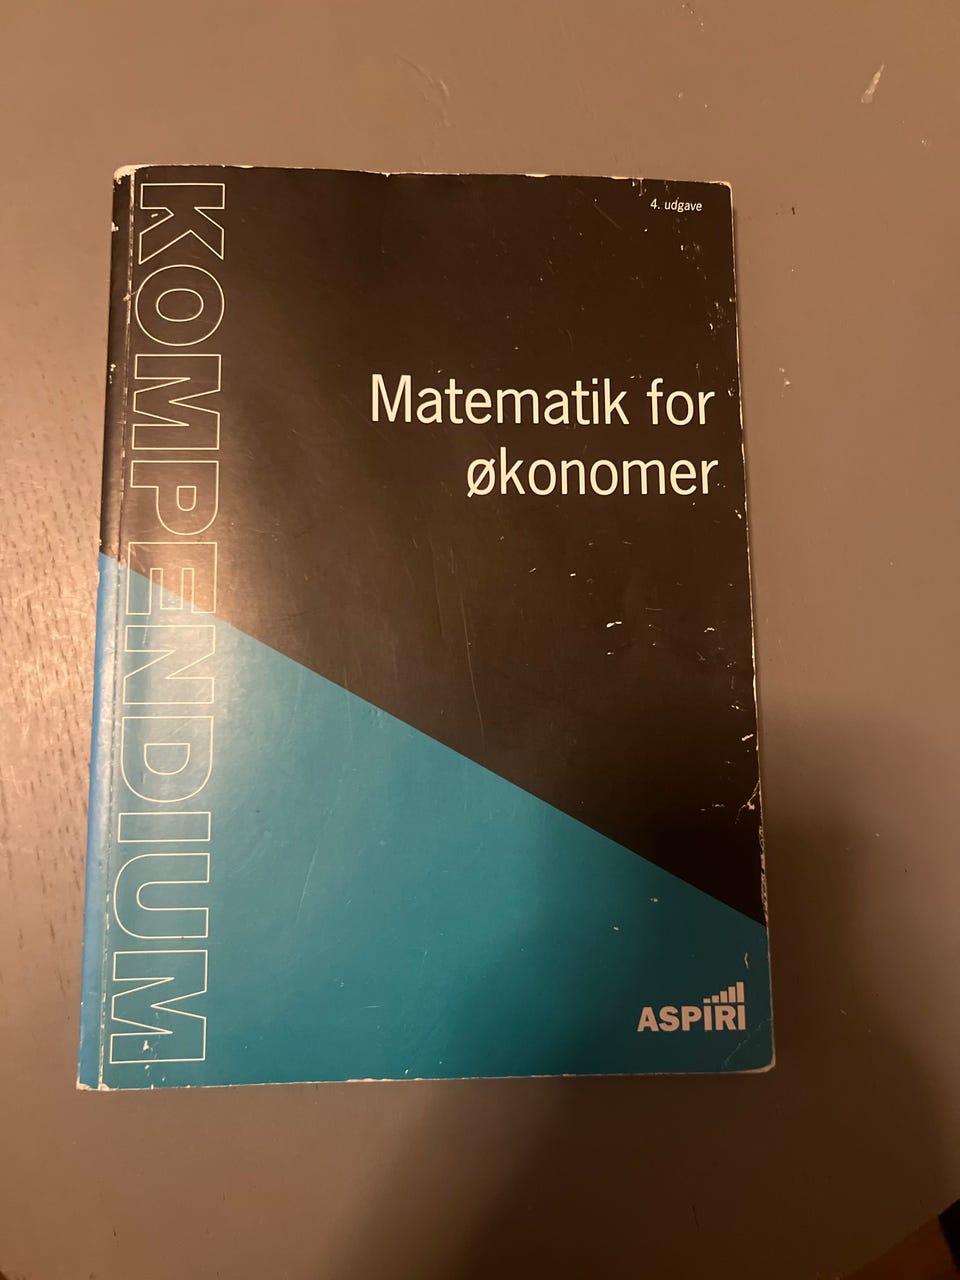 4. udgave
KOMPENDIUM
Matematik for
økonomer
ASPIRI